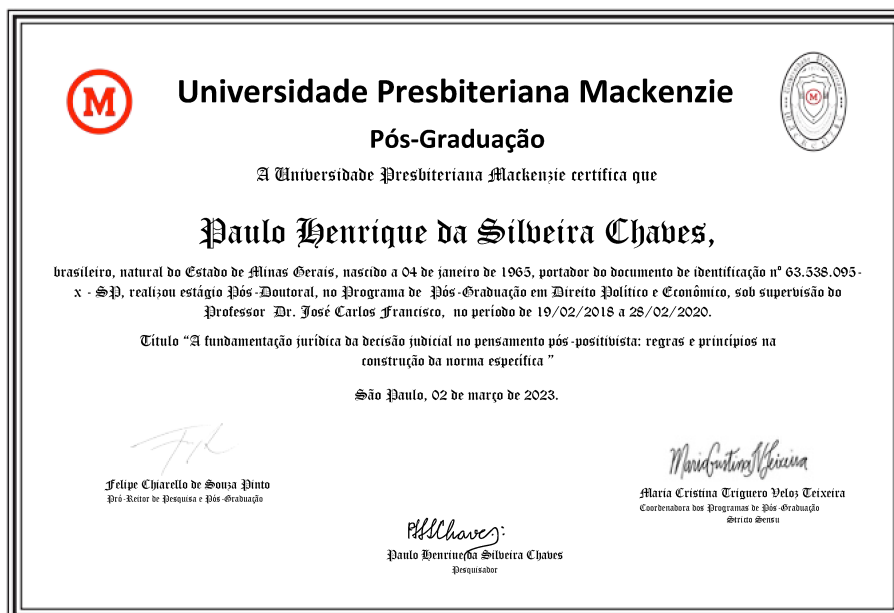 M
Universidade Presbiteriana Mackenzie
Pós-Graduação
A Universidade Presbiteriana Mackenzie certifica que
Paulo Henrique da Silveira Chaves,
brasileiro, natural do Estado de Minas Gerais, nascido a 04 de janeiro de 1965, portador do documento de identificação nº 63.538.095-
x - SP, realizou estágio Pós-Doutoral, no Programa de Pós-Graduação em Direito Político e Econômico, sob supervisão do
Professor Dr. José Carlos Francisco, no período de 19/02/2018 a 28/02/2020.
Título “A fundamentação jurídica da decisão judicial no pensamento pós-positivista: regras e princípios na
construção da norma específica ”
São Paulo, 02 de março de 2023.
Felipe Chiarello de Souza Pinto
Pró-Reitor de Pesquisa e Pós-Graduação
Maria Cristina Triguero Veloz Teixeira
Coordenadora dos Programas de Pós-Graduação
Stricto Sensu
PHSChaves:
Paulo Henriue da Silveira Chaves
Pesquisador